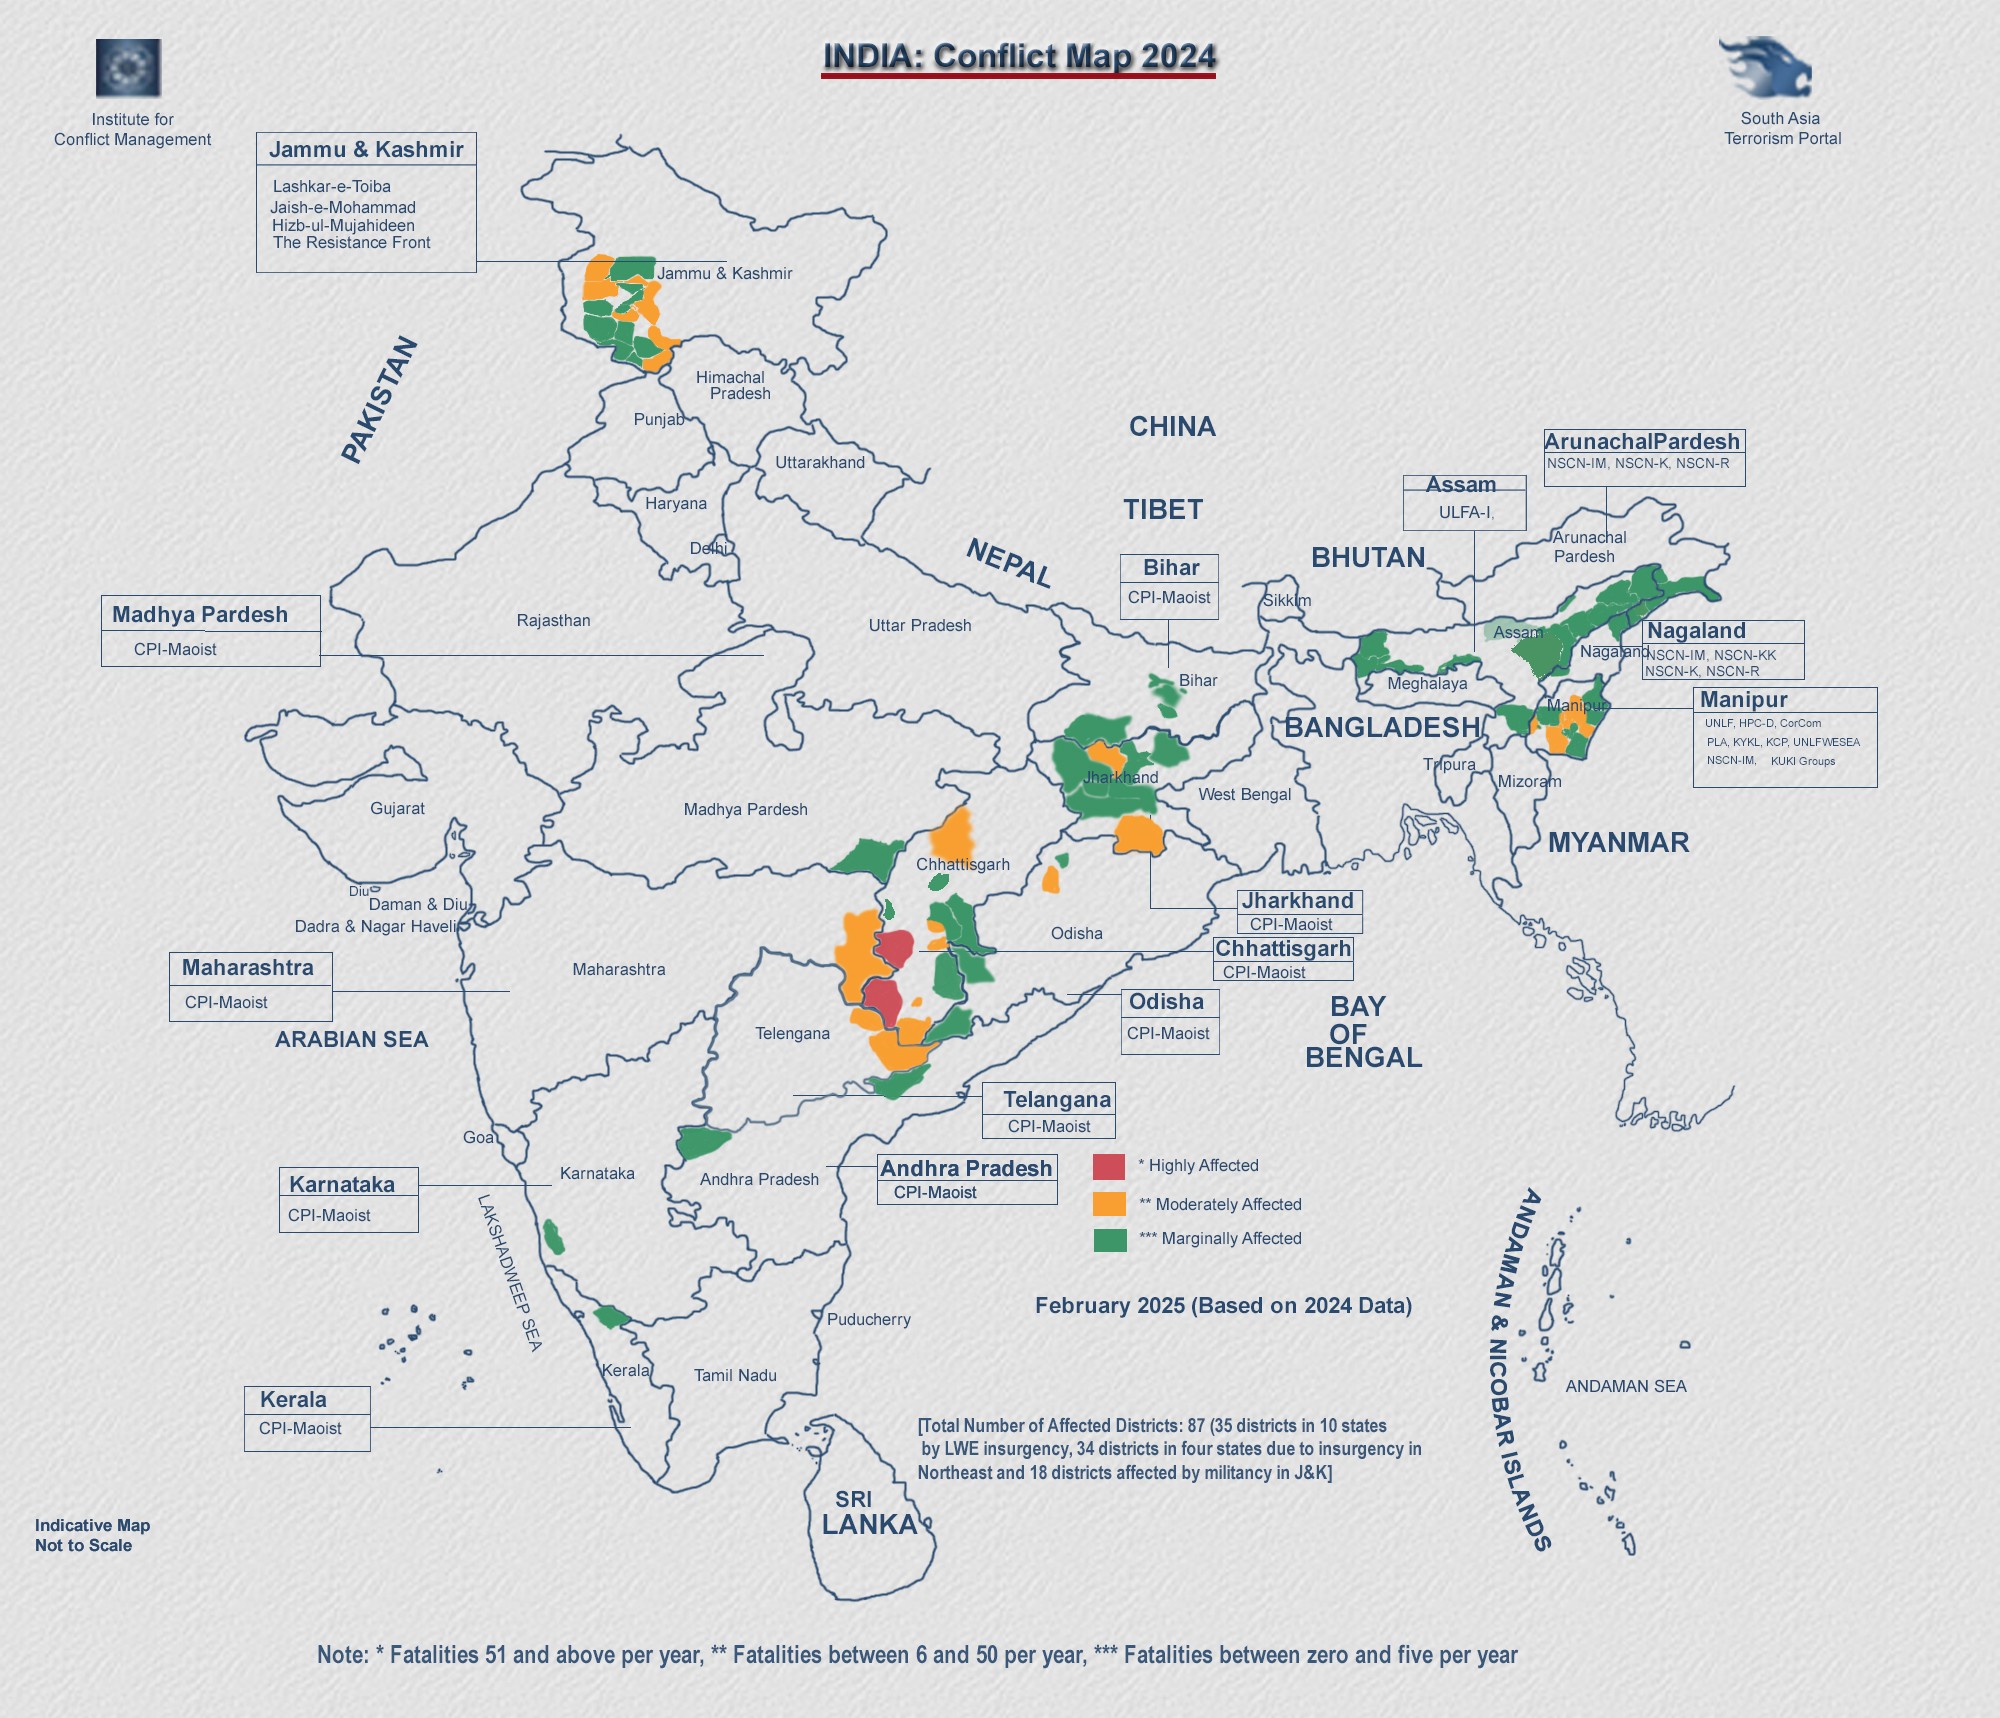 INDIA: Conflict Map 2024
Institute for
Conflict Management
South Asia
Terrorism Portal
Jammu & Kashmir
Lashkar-e-Toiba
Jaish-e-Mohammad
Hizb-ul-Mujahideen
The Resistance Front
Jammu & Kashmir
PAKISTAN
Himachal
Pradesh
Punjab
CHINA
Uttarakhand
ArunachalPardesh
NSCN-IM, NSCN-K, NSCN-R
Assam
ULFA-I,
Haryana
TIBET
Delhi
NEPAL
BHUTAN
Arunachal
Pardesh
Bihar
CPI-Maoist
Sikkim
Madhya Pardesh
CPI-Maoist
Rajasthan
Uttar Pradesh
Assam
Nagaland
Nagaland
NSCN-IM, NSCN-KK
NSCN-K, NSCN-R
Bihar
Meghalaya
Manipur
Manipur
UNLF, HPC-D, CorCom
PLA, KYKL, KCP, UNLFWESEA
NSCN-IM, KUKI Groups
BANGLADESH
Tripura
Mizoram
Jharkhand
West Bengal
Gujarat
Madhya Pardesh
MYANMAR
Chhattisgarh
Diu
Daman & Diu
Dadra & Nagar Haveli
Jharkhand
CPI-Maoist
Odisha
Chhattisgarh
CPI-Maoist
Maharashtra
CPI-Maoist
Maharashtra
Odisha
CPI-Maoist
BAY
OF
BENGAL
ARABIAN SEA
Telengana
Telangana
CPI-Maoist
Goa
Karnataka
Andhra Pradesh
Andhra Pradesh
CPI-Maoist
Karnataka
CPI-Maoist
* Highly Affected
** Moderately Affected
*** Marginally Affected
LAKSHADWEEP SEA
February 2025 (Based on 2024 Data)
Puducherry
Kerala
Tamil Nadu
ANDAMAN & NICOBAR ISLANDS
ANDAMAN SEA
Kerala
CPI-Maoist
[Total Number of Affected Districts: 87 (35 districts in 10 states
by LWE insurgency, 34 districts in four states due to insurgency in
Northeast and 18 districts affected by militancy in J&K]
SRI
LANKA
Indicative Map
Not to Scale
Note: * Fatalities 51 and above per year, ** Fatalities between 6 and 50 per year, *** Fatalities between zero and five per year